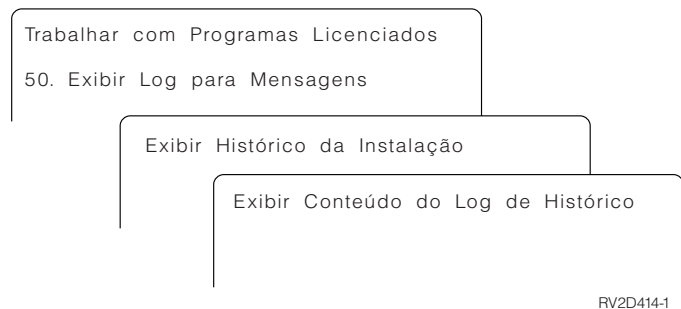 Trabalhar com Programas Licenciados
50. Exibir Log para Mensagens
Exibir Histórico da Instalação
Exibir Conteúdo do Log de Histórico
RV2D414-1